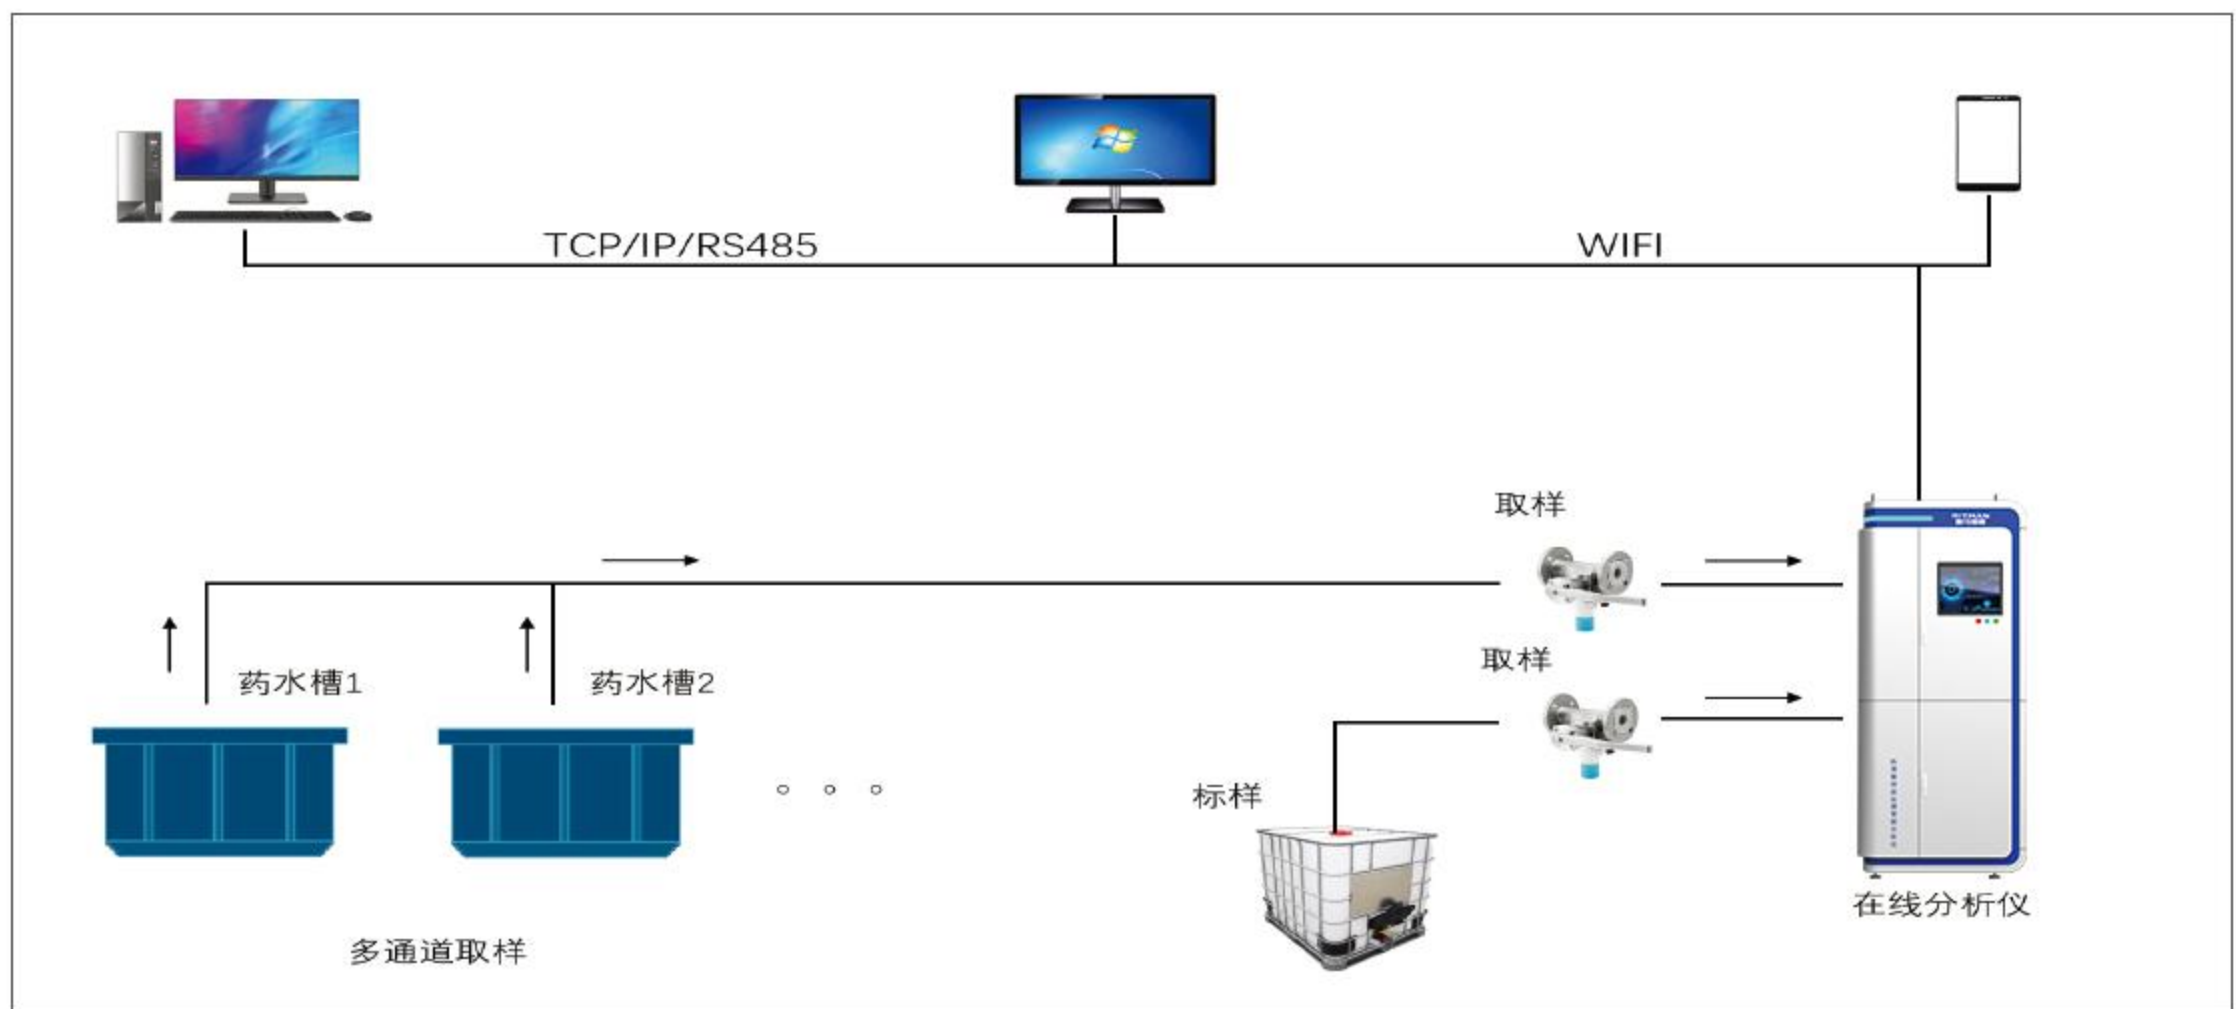 TCP/IP/RS485
WIFI
取样
药水槽1
药水槽2
取样
标样
在线分析仪
多通道取样